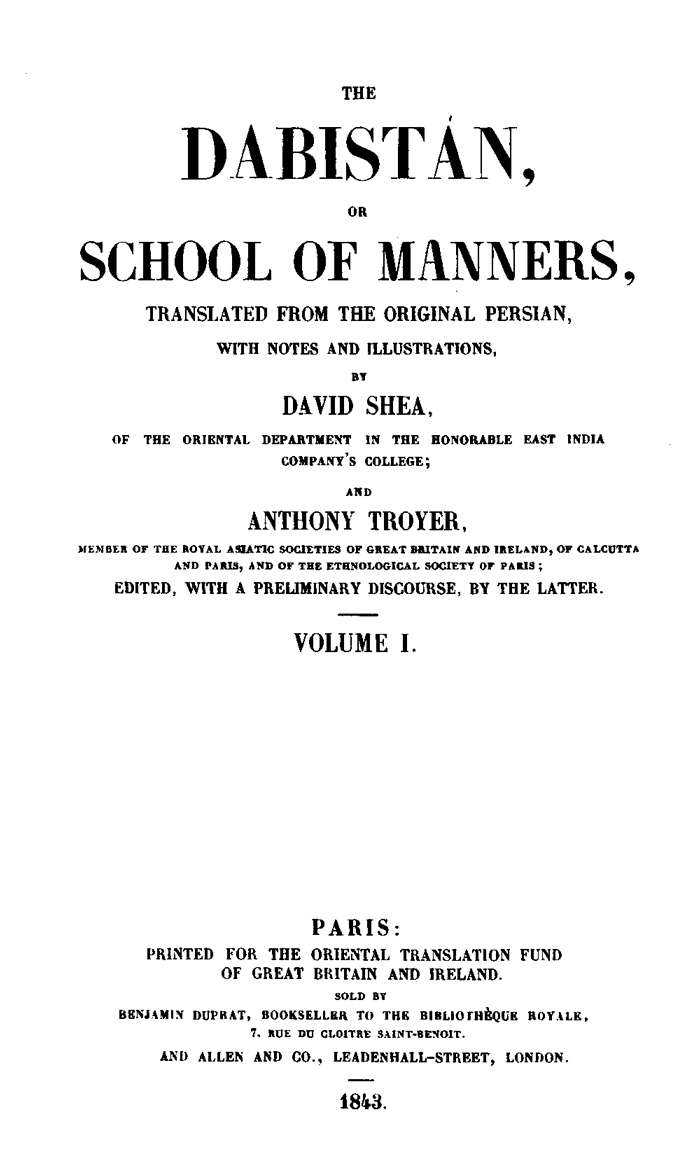 THE
DABISTÁN,
OR
SCHOOL OF MANNERS,
TRANSLATED FROM THE ORIGINAL PERSIAN,
WITH NOTES AND ILLUSTRATIONS,
BY
DAVID SHEA,
OF THE ORIENTAL DEPARTMENT IN THE HONORABLE EAST INDIA
COMPANY'S COLLEGE;
AND
ANTHONY TROYER,
MEMBER OF THE ROYAL ASIATIC SOCIETIES OF GREAT BRITAIN AND IRELAND, OF CALCUTTA
AND PARIS, AND OF THE ETHNOLOGICAL SOCIETY OF PARIS;
EDITED, WITH A PRELIMINARY DISCOURSE, BY THE LATTER.
VOLUME I.
PARIS:
PRINTED FOR THE ORIENTAL TRANSLATION FUND
OF GREAT BRITAIN AND IRELAND.
SOLD BY
BENJAMIN DUPRAT, BOOKSELLER TO THE BIBLIOTHÈQUE ROYALE,
7, RUE DU CLOITRE SAINT-BENOIT.
AND ALLEN AND CO., LEADENHALL-STREET, LONDON.
1843.